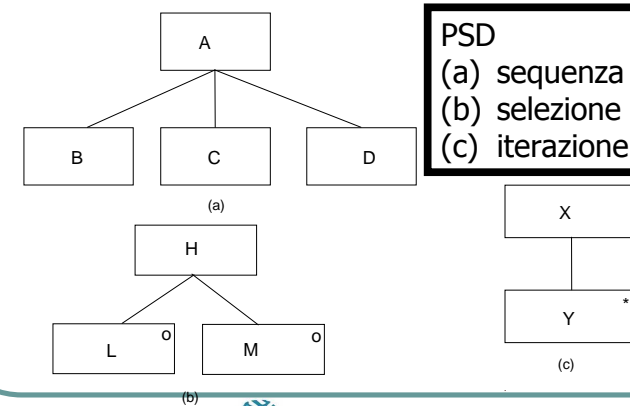 A
B
C
D
(a)
PSD
(a) sequenza
(b) selezione
(c) iterazione
H
L o
M o
(b)
X
Y *
(c)